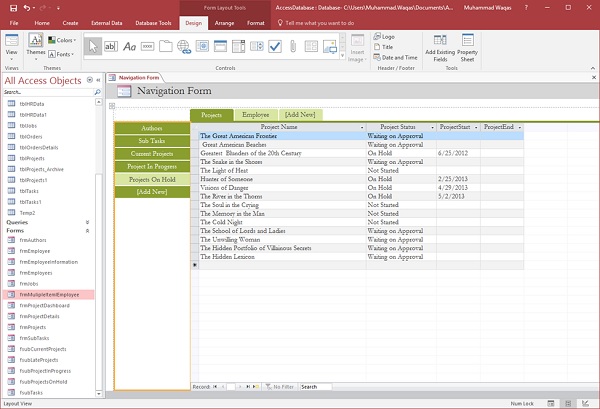 Form Layout Tools
AccessDatabase : Database- C:\Users\Muhammad.Waqas\Documents\A...
Muhammad Waqas
File Home Create External Data Database Tools Design Arrange Format Tell me what you want to do
View
Views
Themes
Colors
Fonts
Themes
Aa ab| XXXX
Controls
Insert Image
Logo
Title
Date and Time
Header / Footer
Add Existing Fields
Property Sheet
Tools
All Access Objects
Search...
tblHRData
tblHRData1
tblJobs
tblOrders
tblOrdersDetails
tblProjects
tblProjects_Archive
tblProjects1
tblTasks
tblTasks1
Temp2
Queries
Forms
frmAuthors
frmEmployee
frmEmployeeInformation
frmEmployees
frmJobs
frmMulipleItemEmployee
frmProjectDashboard
frmProjectDetails
frmProjects
frmSubTasks
fsubCurrentProjects
fsubLateProjects
fsubProjectInProgress
fsubProjectsOnHold
fsubTasks
Navigation Form
Navigation Form
Projects Employee [Add New]
Authors
Sub Tasks
Current Projects
Project In Progress
Projects On Hold
[Add New]
Project Name Project Status ProjectStart ProjectEnd
The Great American Frontier Waiting on Approval
Great American Beaches Waiting on Approval
Greatest Blunders of the 20th Century On Hold 6/25/2012
The Snake in the Shores Waiting on Approval
The Light of Heat Not Started
Hunter of Someone On Hold 2/25/2013
Visions of Danger On Hold 4/29/2013
The River in the Thorns On Hold 5/2/2013
The Soul in the Crying Not Started
The Memory in the Man Not Started
The Cold Night Not Started
The School of Lords and Ladies Waiting on Approval
The Unwilling Woman Waiting on Approval
The Hidden Portfolio of Villainous Secrets Waiting on Approval
The Hidden Lexicon Waiting on Approval
Record: No Filter Search
Layout View
Num Lock